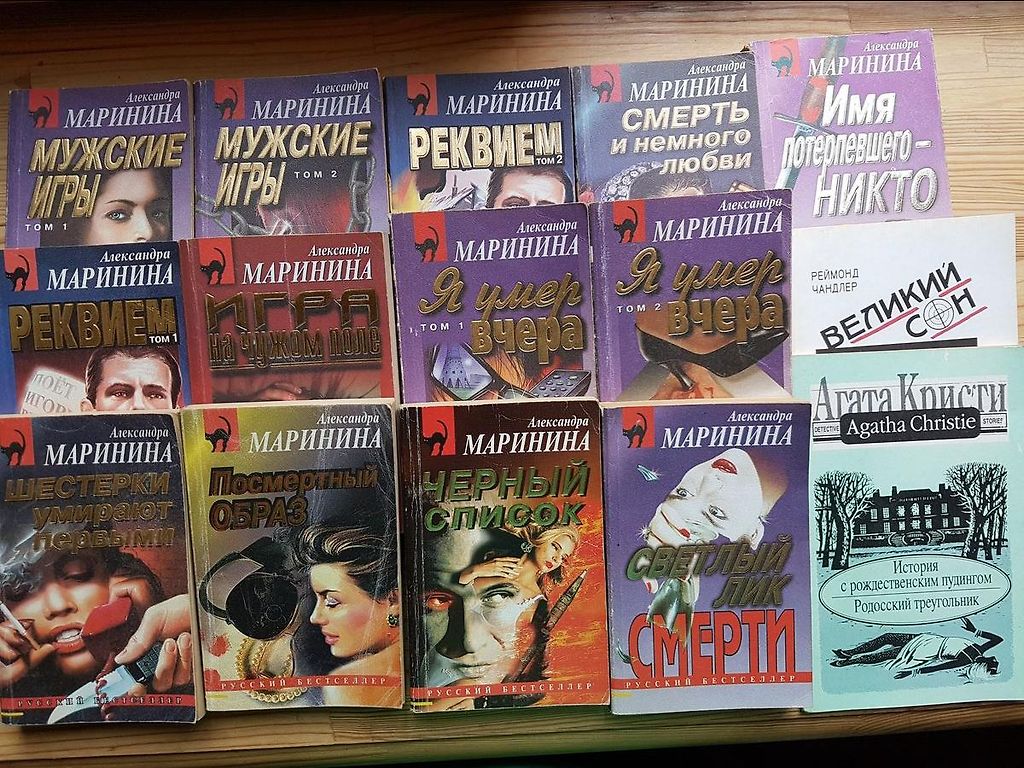 Александра
МАРИНИНА
МУЖСКИЕ
ИГРЫ
ТОМ 1
Александра
МАРИНИНА
МУЖСКИЕ
ИГРЫ
ТОМ 2
Александра
МАРИНИНА
РЕКВИЕМ
ТОМ 2
Александра
МАРИНИНА
СМЕРТЬ
и немного
любви
Александра
МАРИНИНА
Имя
потерпевшего –
НИКТО
Александра
МАРИНИНА
РЕКВИЕМ
ТОМ 1
ПОЁТ
ИГОРЬ
Александра
МАРИНИНА
ИГРА
на чужом поле
Александра
МАРИНИНА
Я умер
ТОМ 1
вчера
Александра
МАРИНИНА
Я умер
ТОМ 2
вчера
РЕЙМОНД
ЧАНДЛЕР
ВЕЛИКИЙ
СОН
Александра
МАРИНИНА
ШЕСТЕРКИ
умирают
первыми
РУССКИЙ БЕСТСЕЛЛЕР
Александра
МАРИНИНА
Посмертный
ОБРАЗ
РУССКИЙ БЕСТСЕЛЛЕР
Александра
МАРИНИНА
ЧЕРНЫЙ
список
РУССКИЙ БЕСТСЕЛЛЕР
Александра
МАРИНИНА
СВЕТЛЫЙ
ЛИК
СМЕРТИ
РУССКИЙ БЕСТСЕЛЛЕР
Агата Кристи
DETECTIVE Agatha Christie STORIES
История
с рождественским пудингом
Родосский треугольник